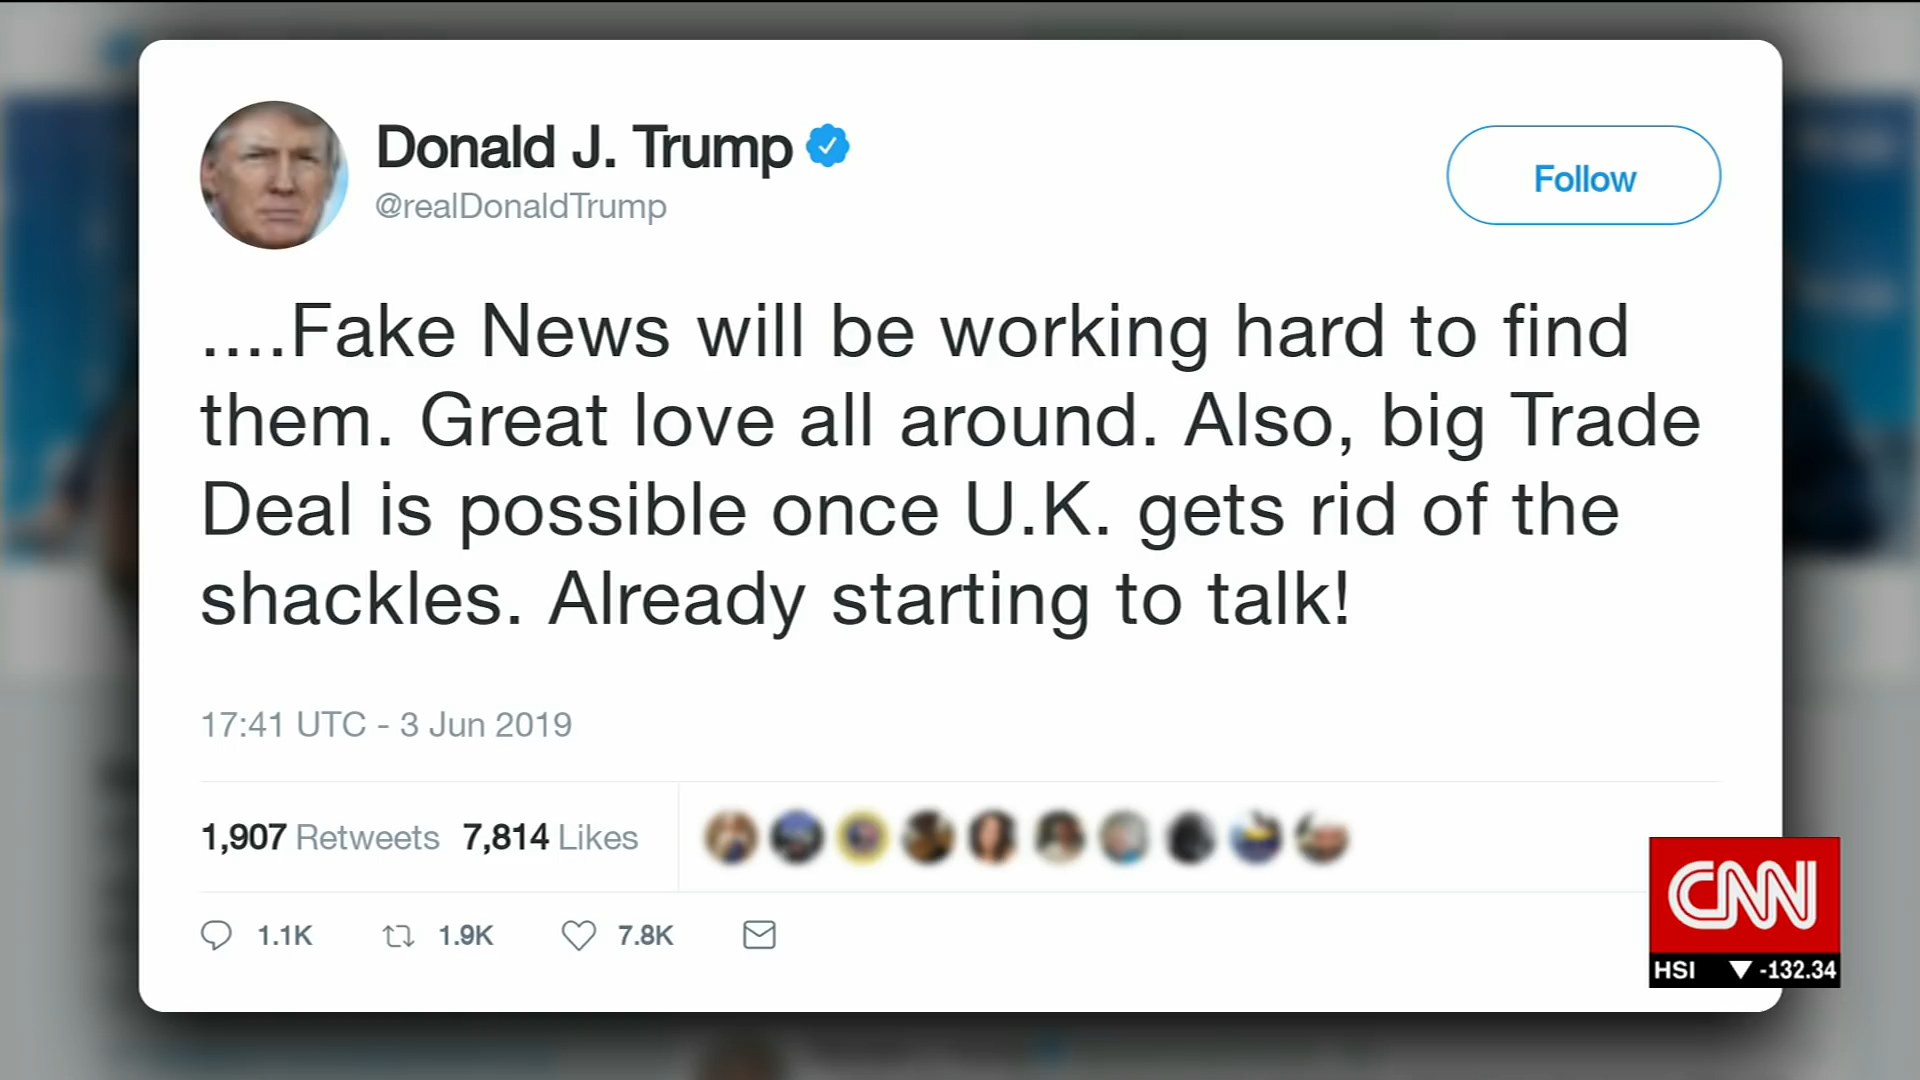 Donald J. Trump
@realDonaldTrump
Follow
....Fake News will be working hard to find
them. Great love all around. Also, big Trade
Deal is possible once U.K. gets rid of the
shackles. Already starting to talk!
17:41 UTC - 3 Jun 2019
1,907 Retweets 7,814 Likes
1.1K 1.9K 7.8K
CNN
HSI ▼ -132.34